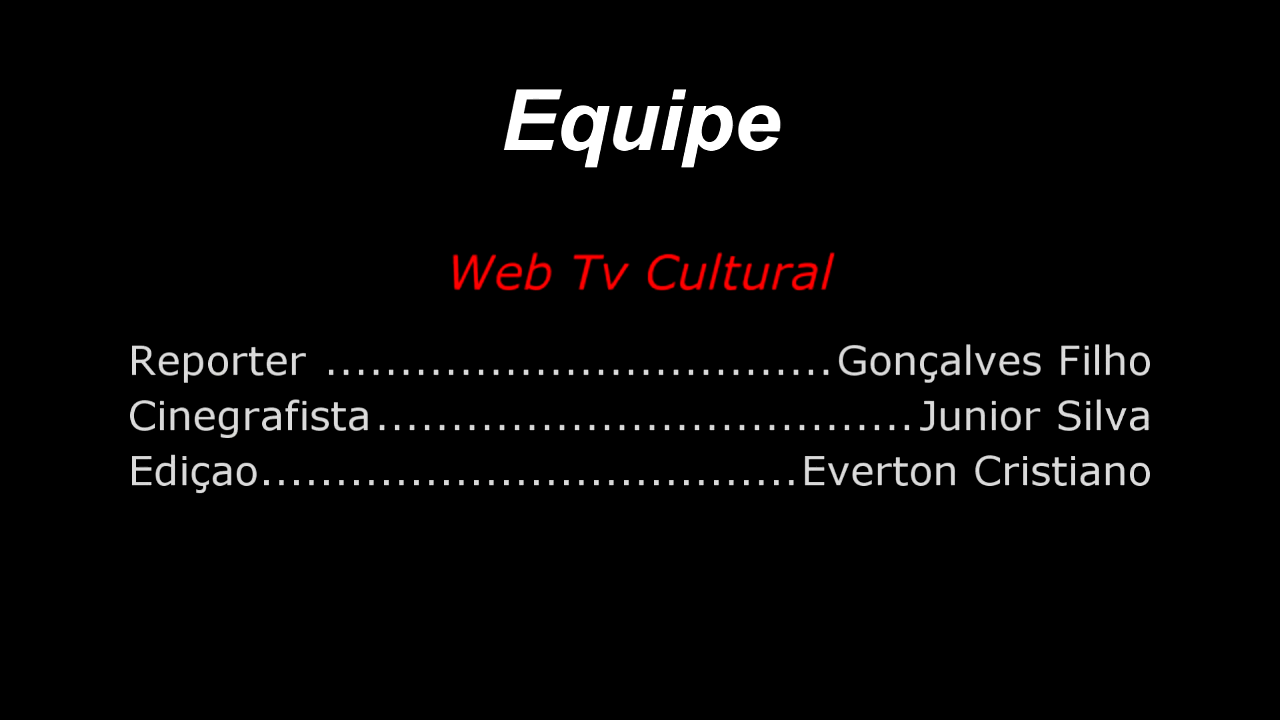 Equipe
Web Tv Cultural
Reporter ..................................Gonçalves Filho
Cinegrafista....................................Junior Silva
Ediçao....................................Everton Cristiano